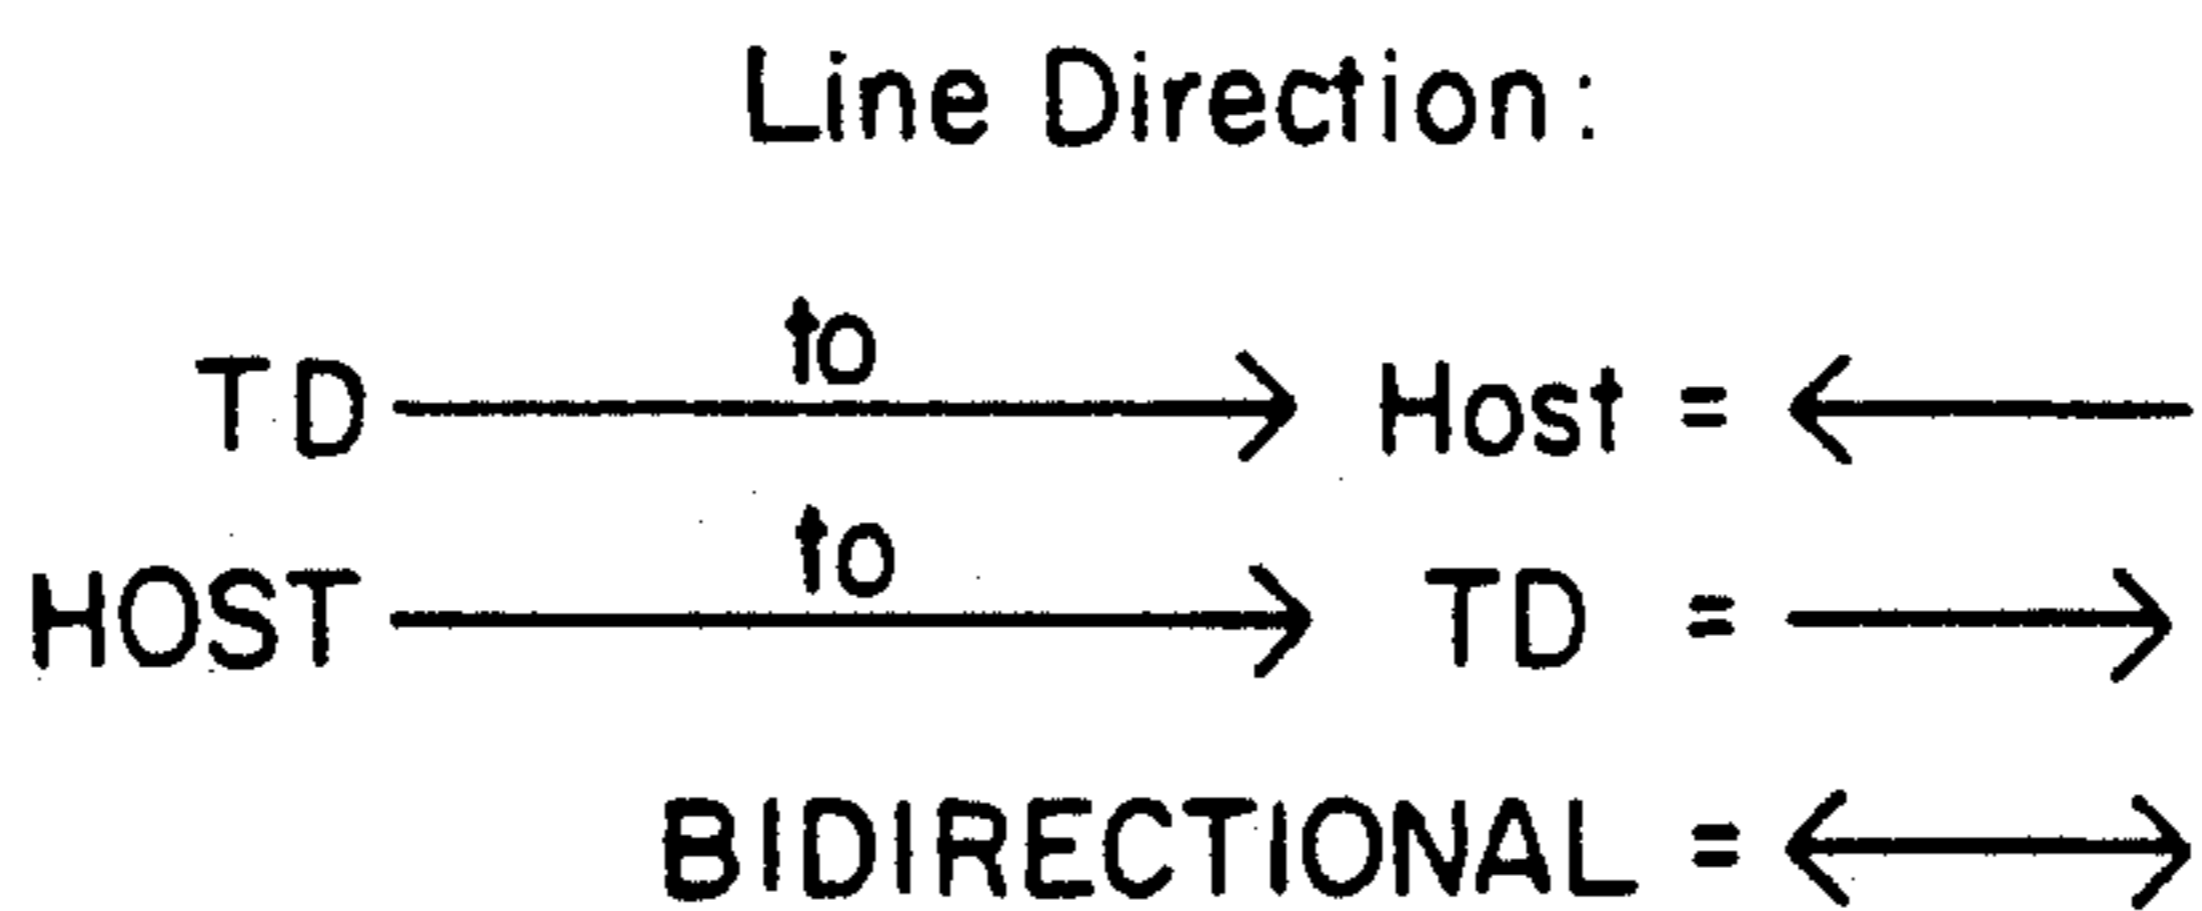 Line Direction:
TD to Host =
HOST to TD =
BIDIRECTIONAL =